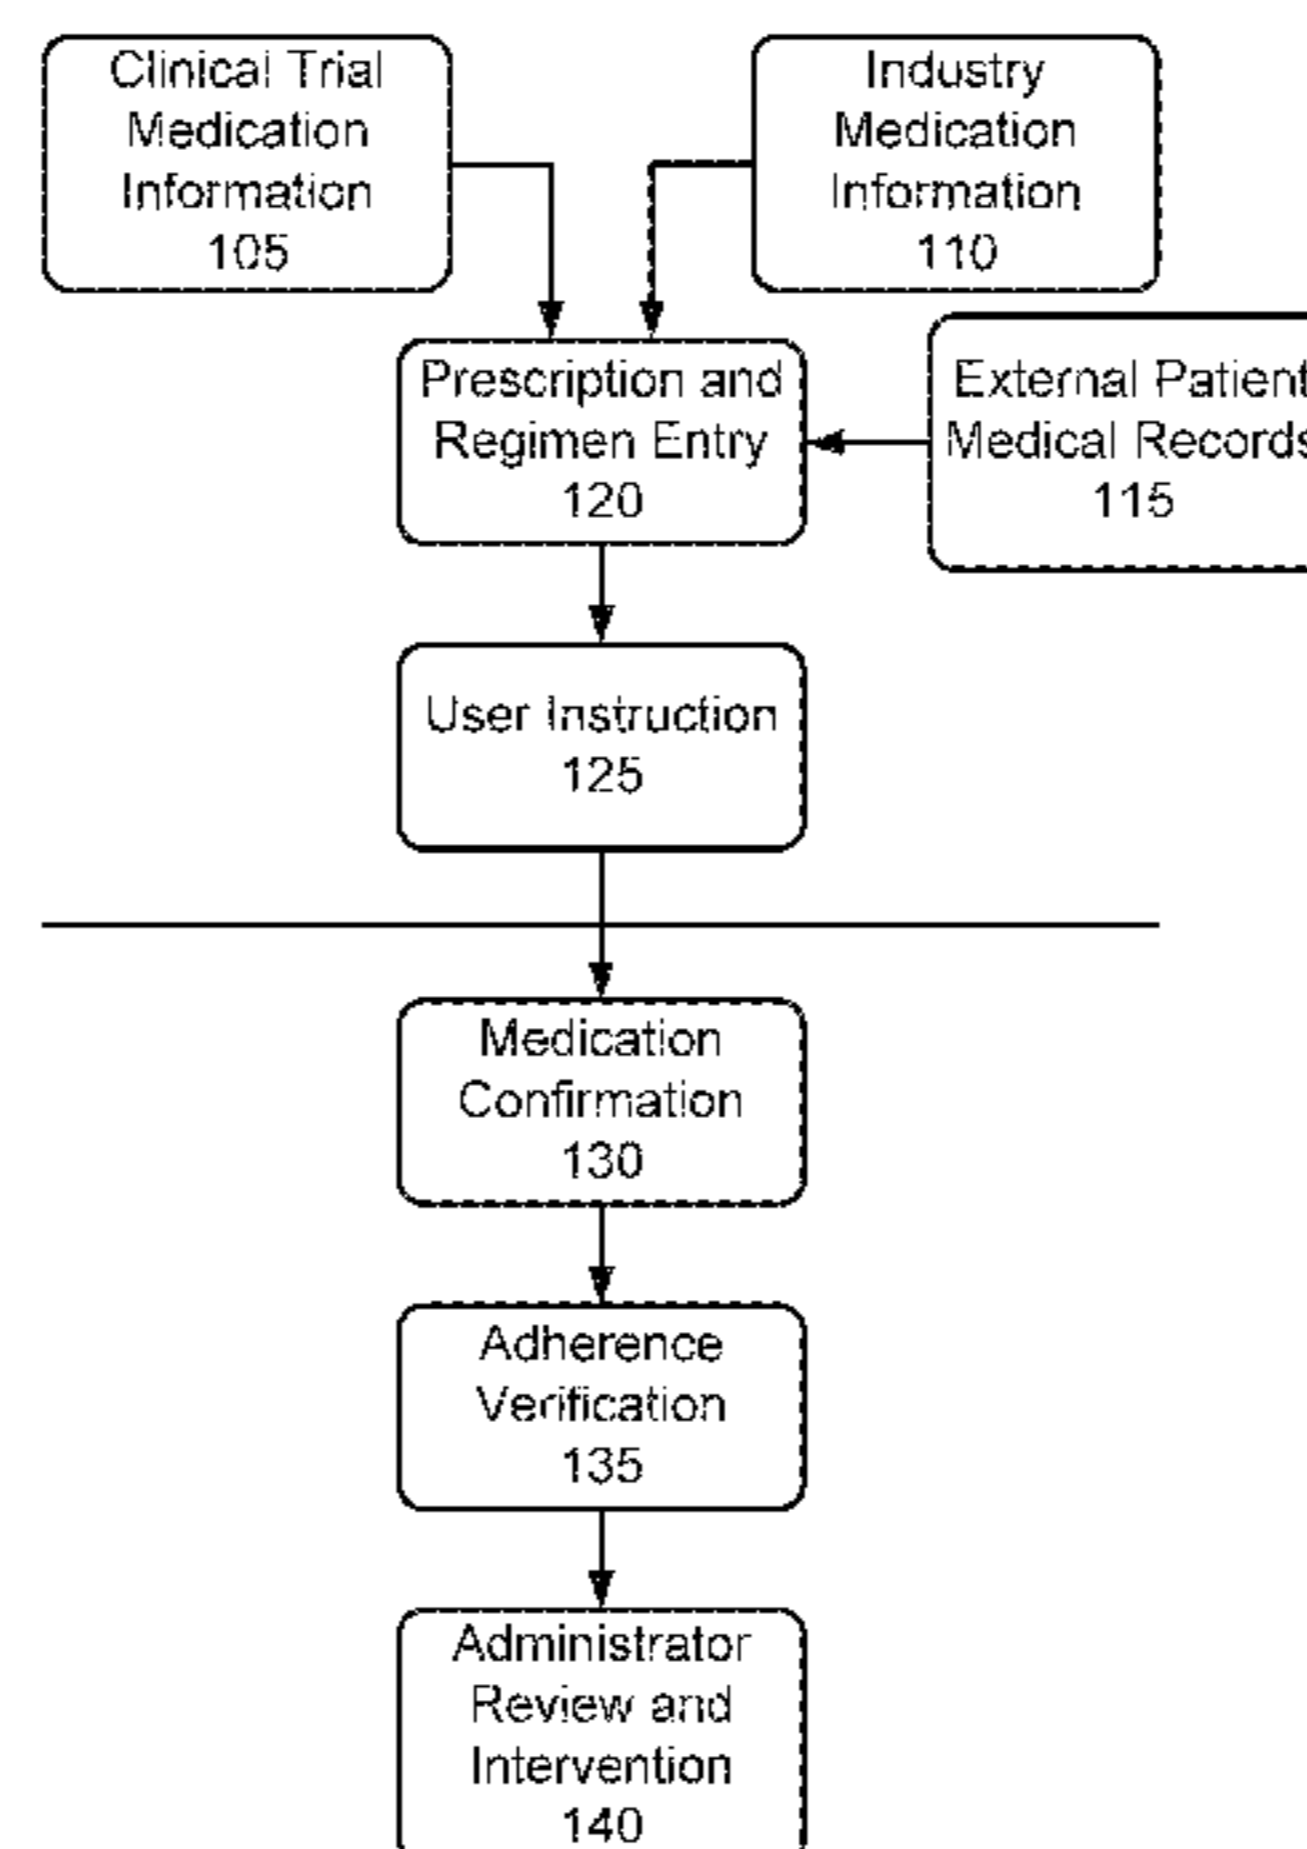 Clinical Trial
Medication
Information
105
Industry
Medication
Information
110
Prescription and
Regimen Entry
120
External Patient
Medical Records
115
User Instruction
125
Medication
Confirmation
130
Adherence
Verification
135
Administrator
Review and
Intervention
140